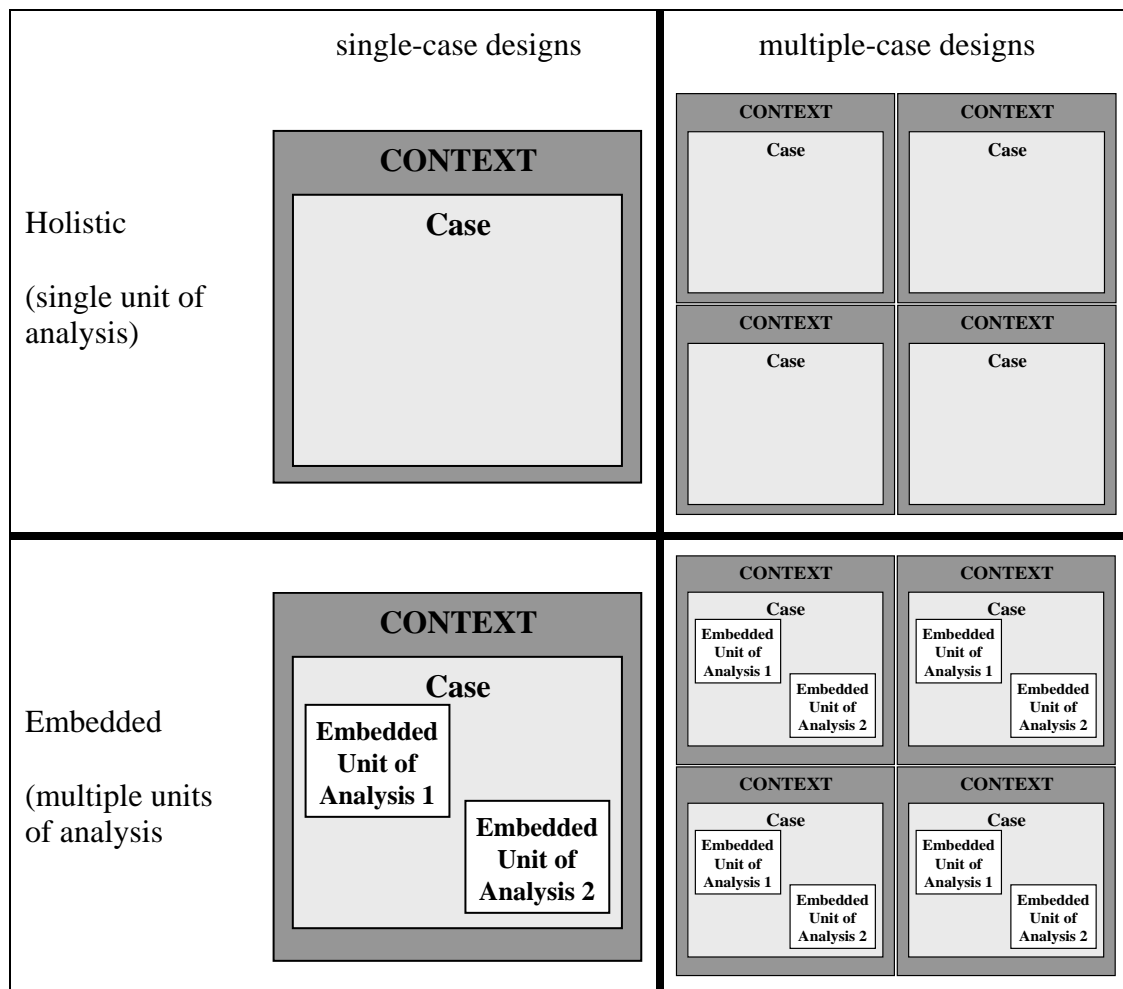 single-case designs
multiple-case designs
Holistic
(single unit of
analysis)
CONTEXT
Case
CONTEXT
Case
CONTEXT
Case
CONTEXT
Case
CONTEXT
Case
Embedded
(multiple units
of analysis
CONTEXT
Case
Embedded
Unit of
Analysis 1
Embedded
Unit of
Analysis 2
CONTEXT
Case
Embedded
Unit of
Analysis 1
Embedded
Unit of
Analysis 2
CONTEXT
Case
Embedded
Unit of
Analysis 1
Embedded
Unit of
Analysis 2
CONTEXT
Case
Embedded
Unit of
Analysis 1
Embedded
Unit of
Analysis 2
CONTEXT
Case
Embedded
Unit of
Analysis 1
Embedded
Unit of
Analysis 2